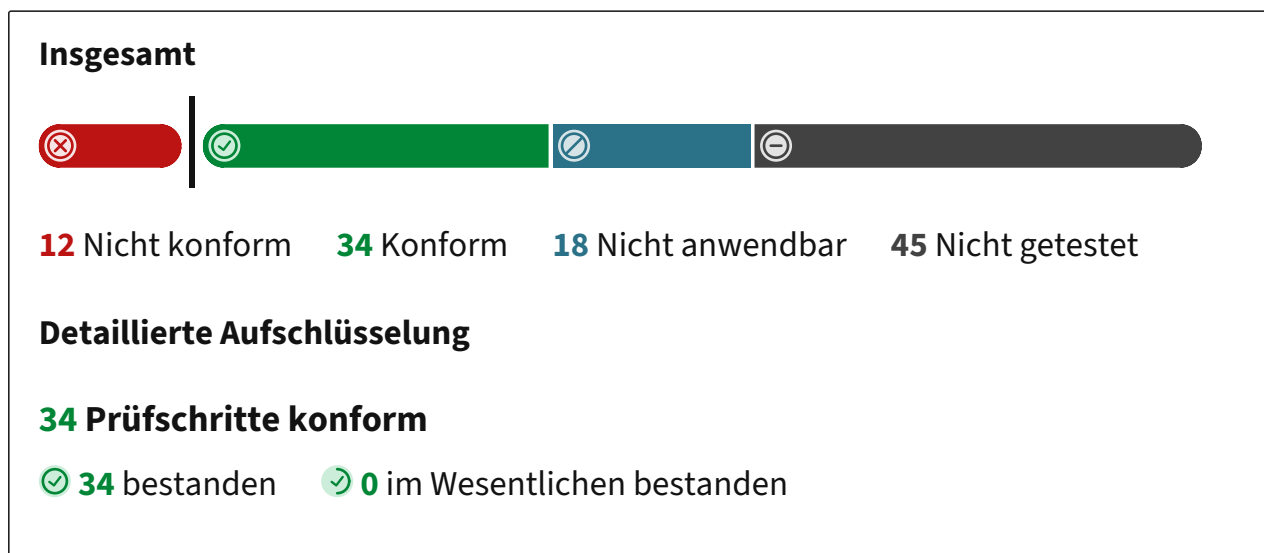 Insgesamt
12 Nicht konform 34 Konform 18 Nicht anwendbar 45 Nicht getestet
Detaillierte Aufschlüsselung
34 Prüfschritte konform
34 bestanden 0 im Wesentlichen bestanden